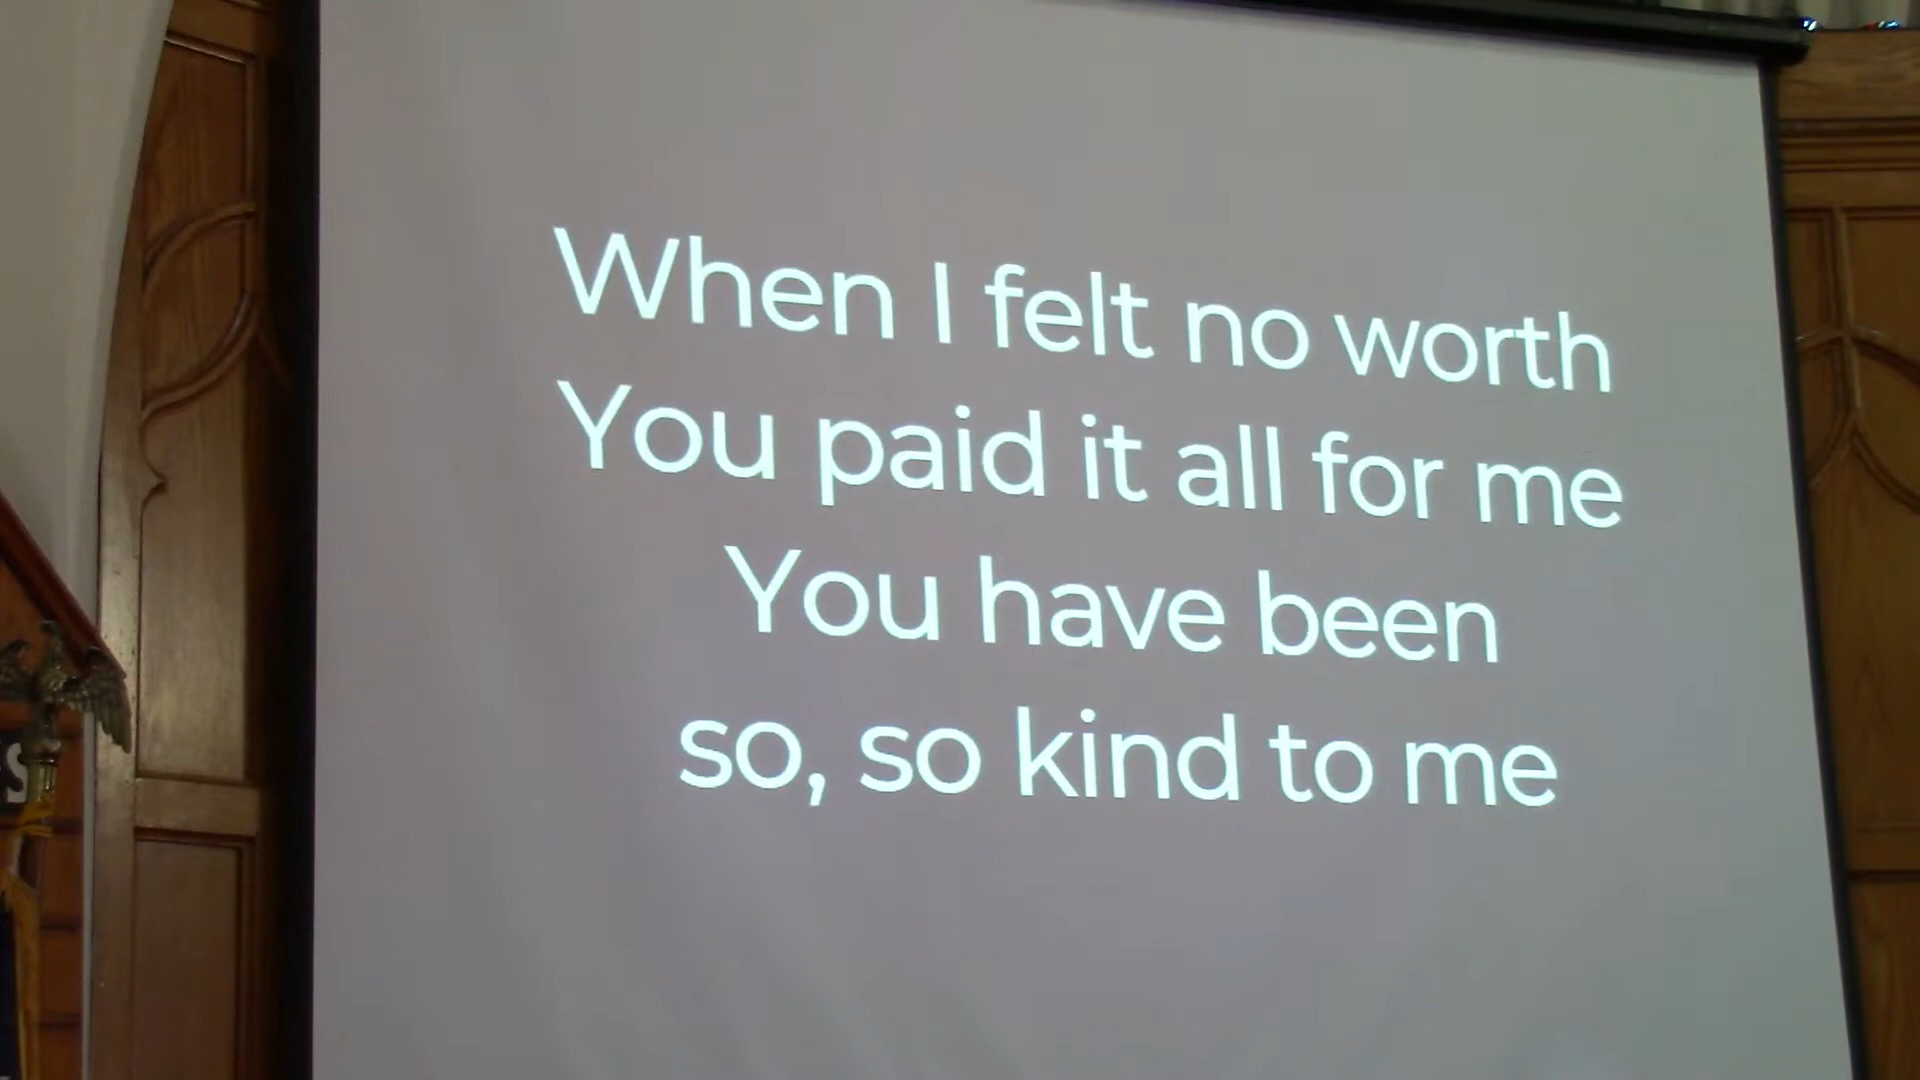 When I felt no worth
You paid it all for me
You have been
so, so kind to me